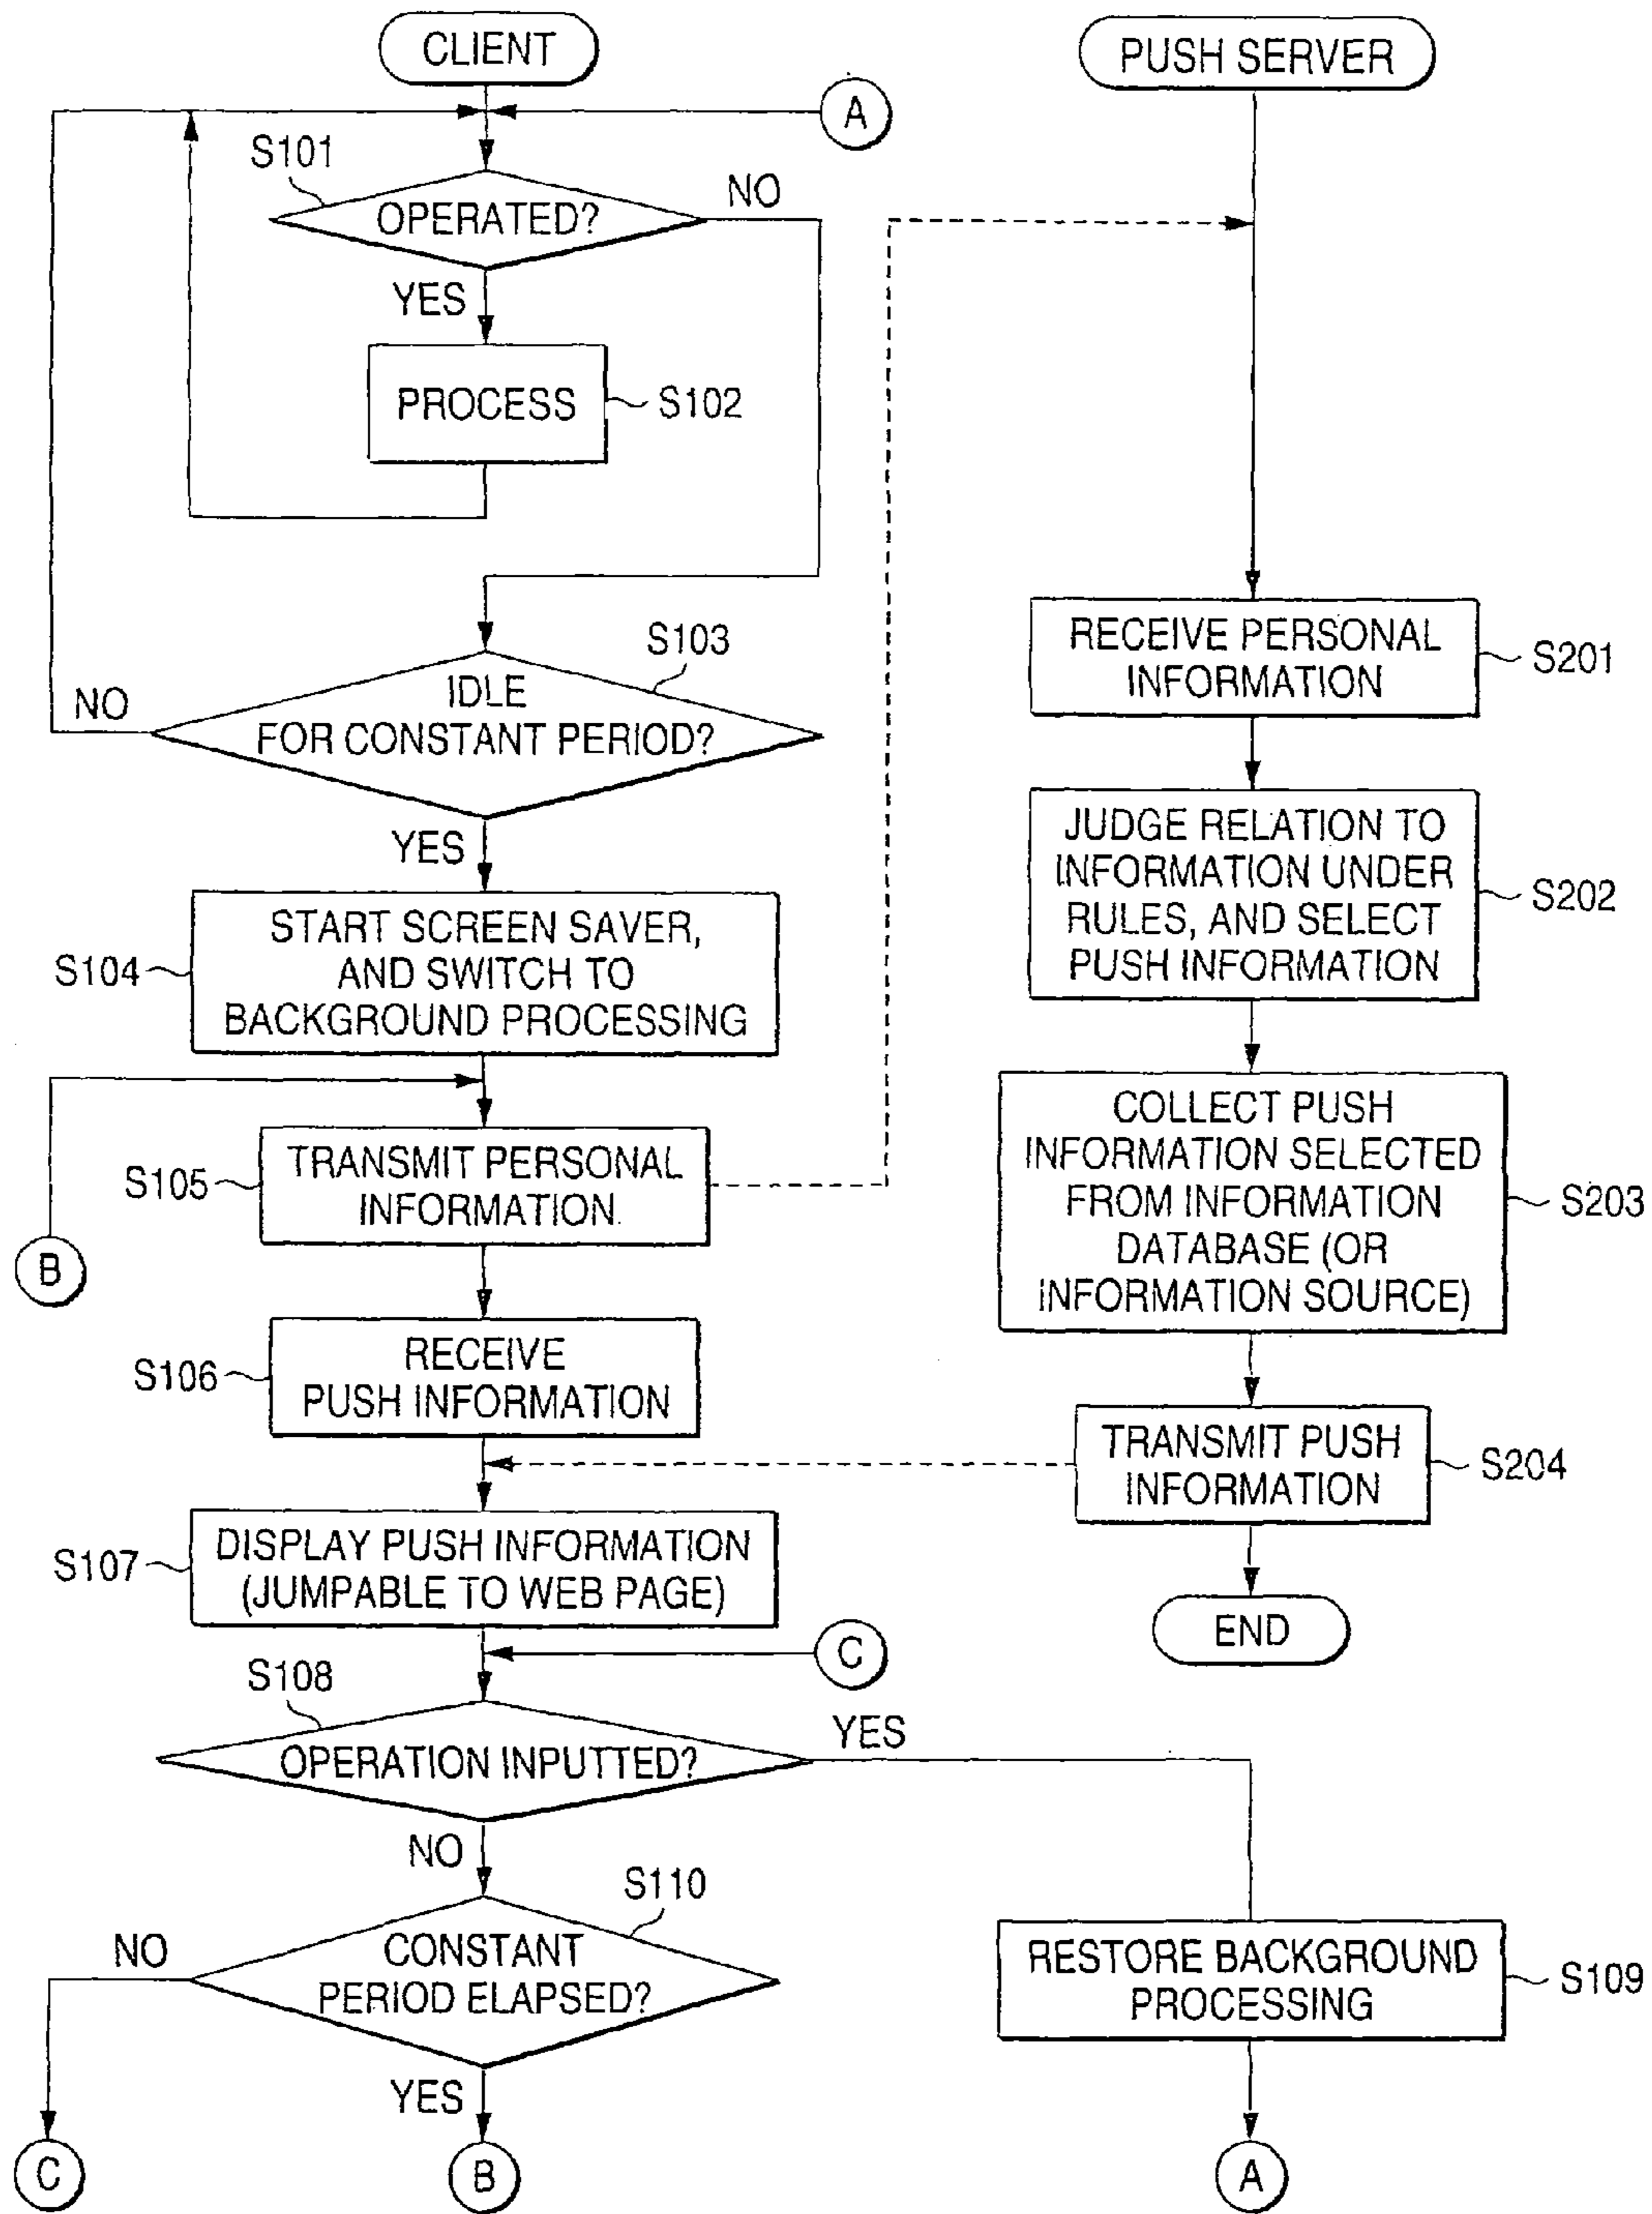 CLIENT
A
S101
OPERATED?
NO
YES
PROCESS
S102
S103
IDLE
FOR CONSTANT PERIOD?
NO
YES
S104
START SCREEN SAVER,
AND SWITCH TO
BACKGROUND PROCESSING
S105
TRANSMIT PERSONAL
INFORMATION
B
S106
RECEIVE
PUSH INFORMATION
S107
DISPLAY PUSH INFORMATION
(JUMPABLE TO WEB PAGE)
C
S108
OPERATION INPUTTED?
YES
NO
S110
CONSTANT
PERIOD ELAPSED?
NO
YES
C
B
PUSH SERVER
RECEIVE PERSONAL
INFORMATION
S201
JUDGE RELATION TO
INFORMATION UNDER
RULES, AND SELECT
PUSH INFORMATION
S202
COLLECT PUSH
INFORMATION SELECTED
FROM INFORMATION
DATABASE (OR
INFORMATION SOURCE)
S203
TRANSMIT PUSH
INFORMATION
S204
END
RESTORE BACKGROUND
PROCESSING
S109
A